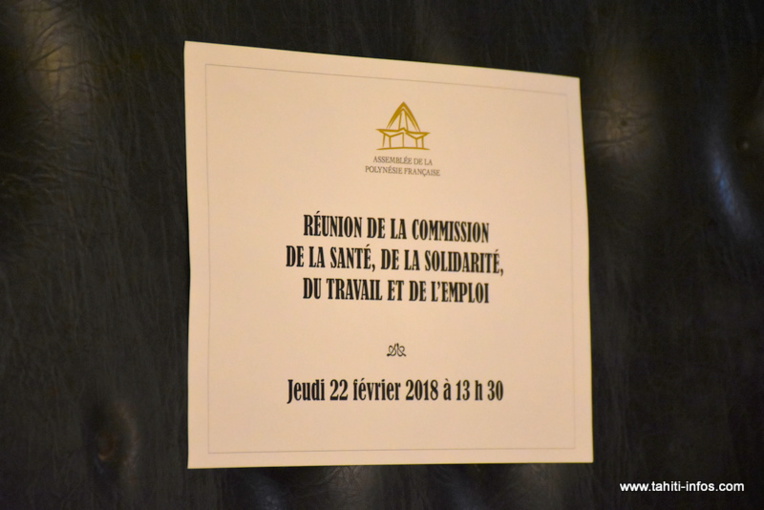 ASSEMBLÉE DE LA
POLYNÉSIE FRANÇAISE
RÉUNION DE LA COMMISSION
DE LA SANTÉ, DE LA SOLIDARITÉ,
DU TRAVAIL ET DE L'EMPLOI
Jeudi 22 février 2018 à 13 h 30
www.tahiti-infos.com